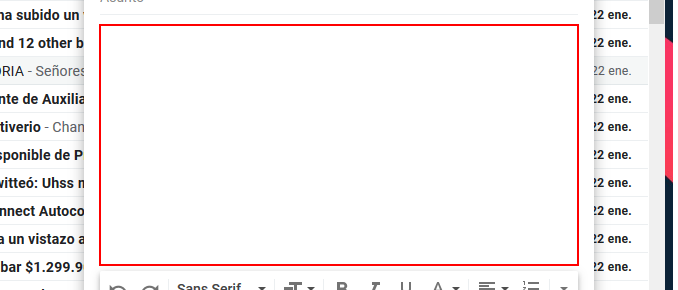 Asunto
na subido un
22 ene.
nd 12 other b
22 ene.
ORIA - Señores
22 ene.
nte de Auxilia
22 ene.
tiverio - Chan
22 ene.
sponible de P
22 ene.
witteó: Uhss n
22 ene.
nnect Autoco
22 ene.
a un vistazo a
22 ene.
bar $1.299.9
22 ene.
Sans Serif